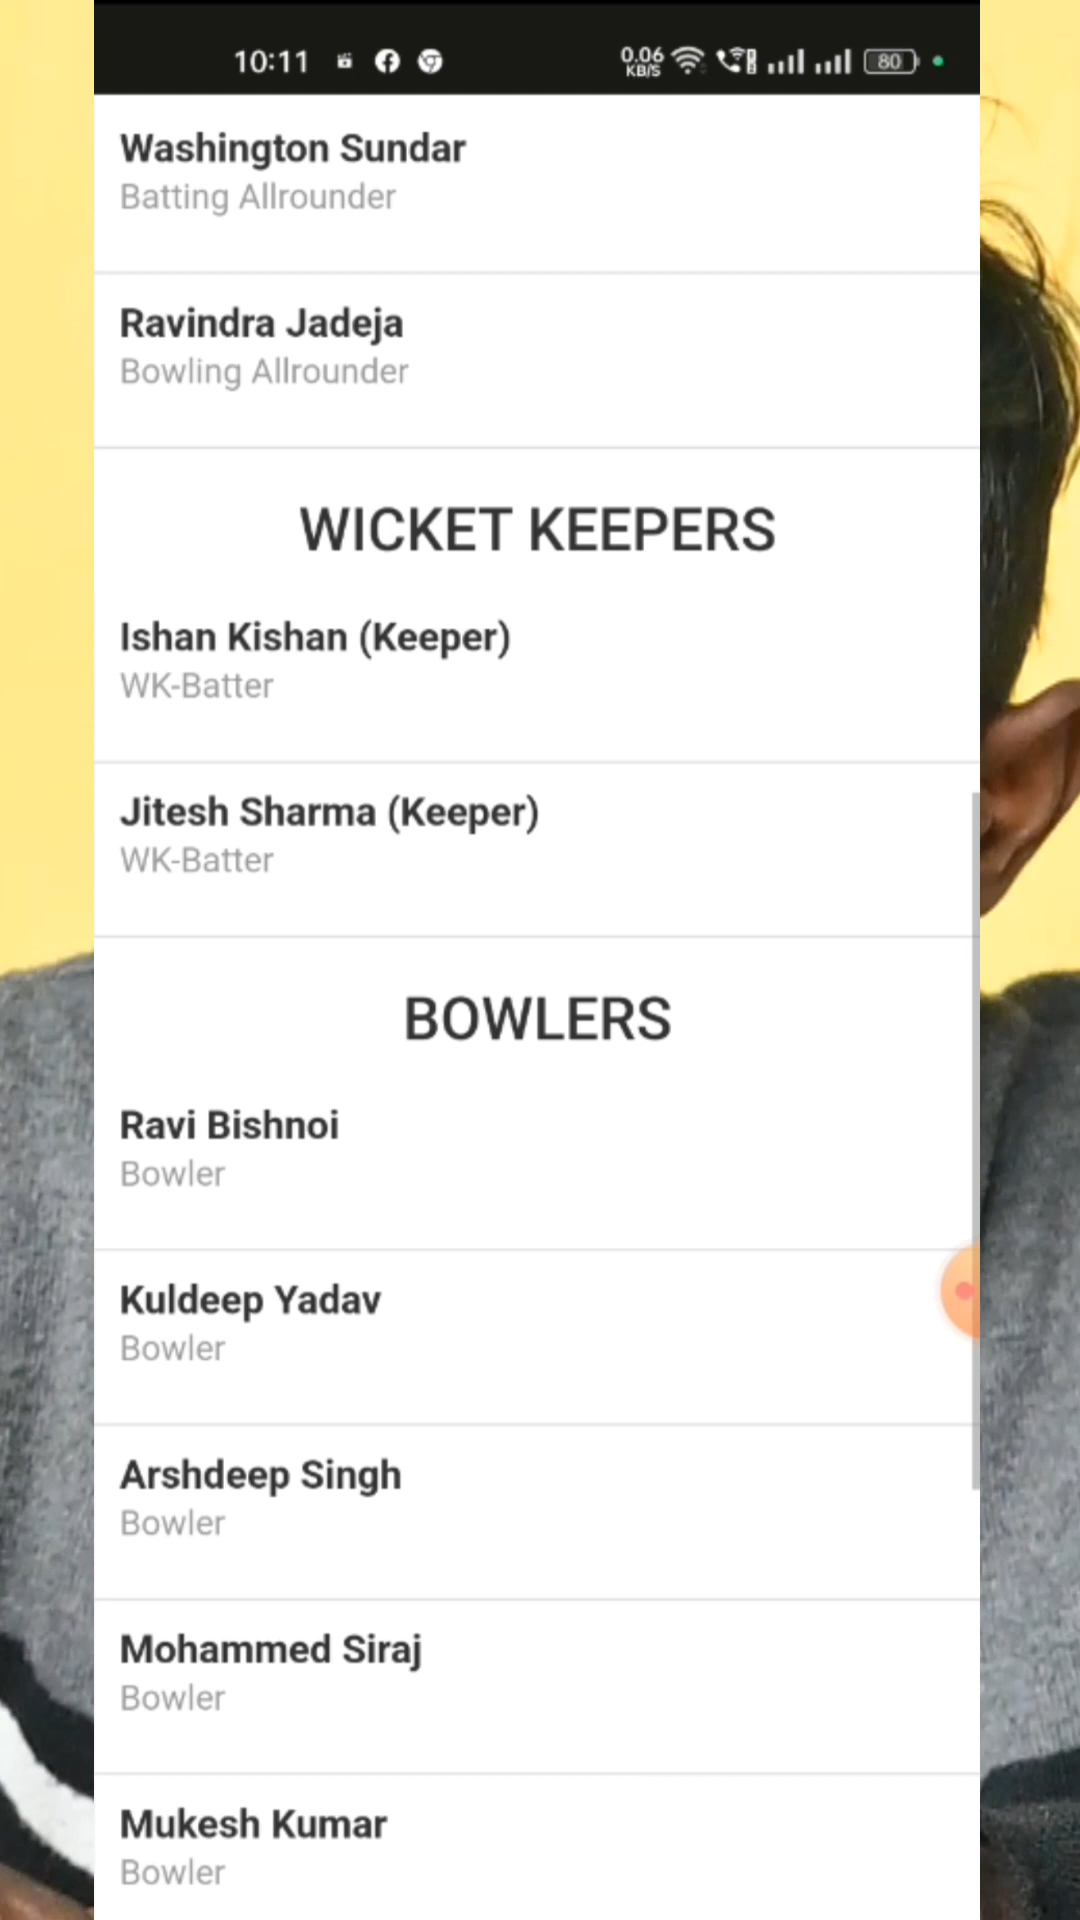 10:11
0.06
KB/S
80
Washington Sundar
Batting Allrounder
Ravindra Jadeja
Bowling Allrounder
WICKET KEEPERS
Ishan Kishan (Keeper)
WK-Batter
Jitesh Sharma (Keeper)
WK-Batter
BOWLERS
Ravi Bishnoi
Bowler
Kuldeep Yadav
Bowler
Arshdeep Singh
Bowler
Mohammed Siraj
Bowler
Mukesh Kumar
Bowler